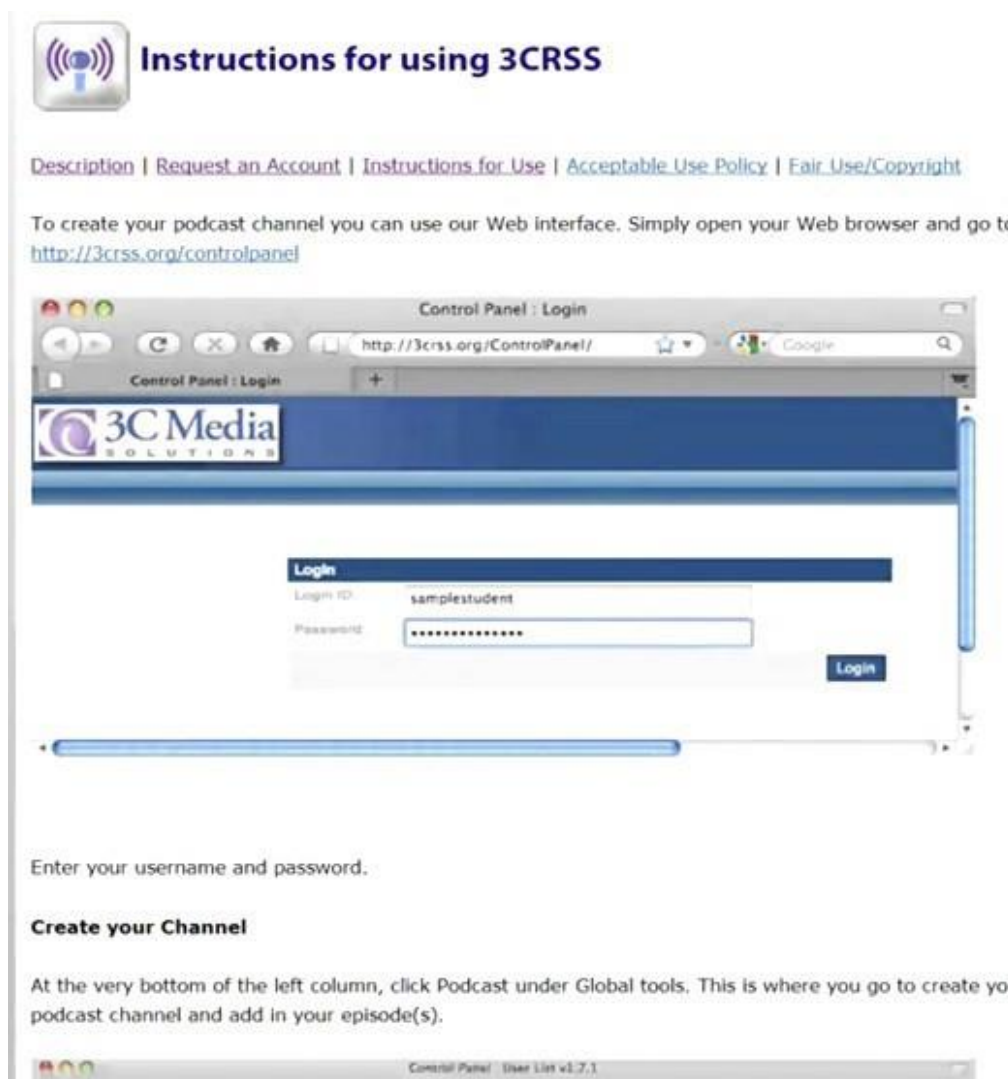 Instructions for using 3CRSS
Description | Request an Account | Instructions for Use | Acceptable Use Policy | Fair Use/Copyright
To create your podcast channel you can use our Web interface. Simply open your Web browser and go to
http://3crss.org/controlpanel
Control Panel : Login
http://3crss.org/ControlPanel/ Google
Control Panel : Login +
3C Media
SOLUTIONS
Login
Login ID samplestudent
Password ••••••••••••••
Login
Enter your username and password.
Create your Channel
At the very bottom of the left column, click Podcast under Global tools. This is where you go to create yo
podcast channel and add in your episode(s).
Control Panel : User List v1.7.1